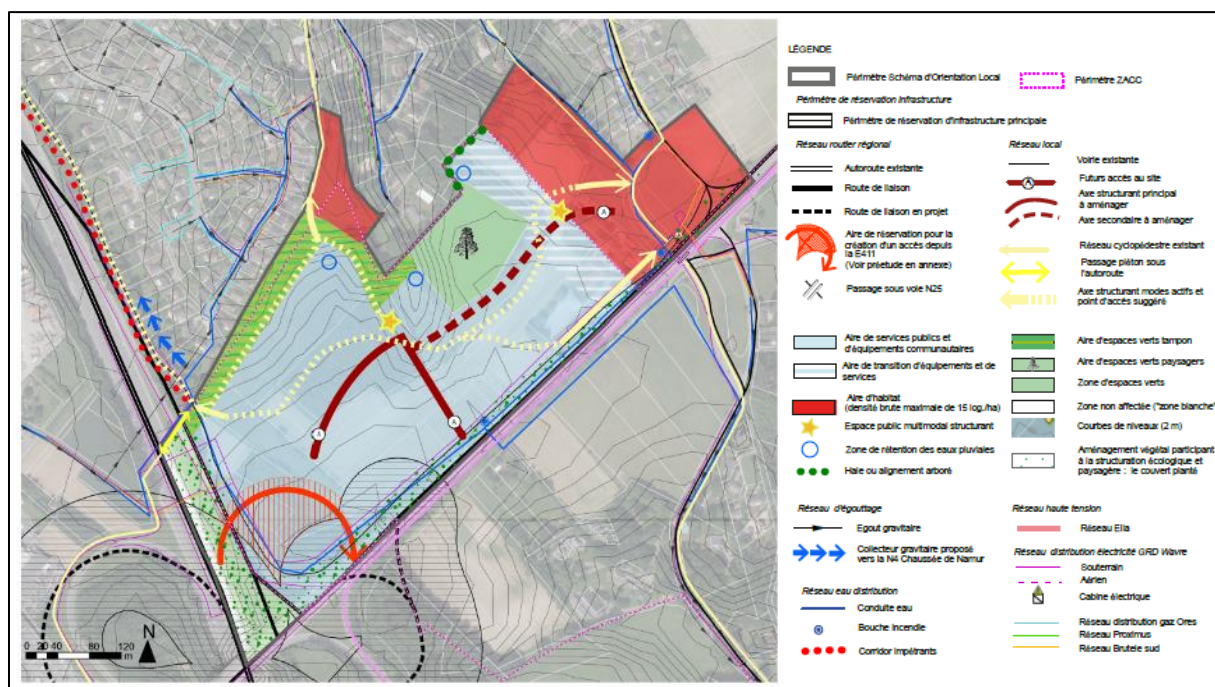 LÉGENDE
Périmètre Schéma d'Orientation Local
Périmètre ZACC
Périmètre de réservation infrastructure
Périmètre de réservation d'infrastructure principale
Réseau routier régional
Autoroute existante
Route de liaison
Route de liaison en projet
Aire de réservation pour la
création d'un accès depuis
la E411
(Voir préétude en annexe)
Passage sous voie N25
Réseau local
Voirie existante
A
Futurs accès au site
Axe structurant principal
à aménager
Axe secondaire à aménager
Réseau cyclopédestre existant
Passage piéton sous
l'autoroute
Axe structurant modes actifs et
point d'accès suggéré
Aire de services publics et
d'équipements communautaires
Aire de transition d'équipements et de
services
Aire d'habitat
(densité brute maximale de 15 log./ha)
Espace public multimodal structurant
Zone de rétention des eaux pluviales
Haie ou alignement arboré
Aire d'espaces verts tampon
Aire d'espaces verts paysagers
Zone d'espaces verts
Zone non affectée ("zone blanche"
Courbes de niveaux (2 m)
Aménagement végétal participant
à la structuration écologique et
paysagère : le couvert planté
Réseau d'égouttage
Egout gravitaire
Collecteur gravitaire proposé
vers la N4 Chaussée de Namur
Réseau eau distribution
Conduite eau
Bouche incendie
Corridor impétrants
Réseau haute tension
Réseau Elia
Réseau distribution électricité GRD Wavre
Souterrain
Aérien
Cabine électrique
Réseau distribution gaz Ores
Réseau Proximus
Réseau Brutele sud
A
A
A
0 20 40 80 120
m
N